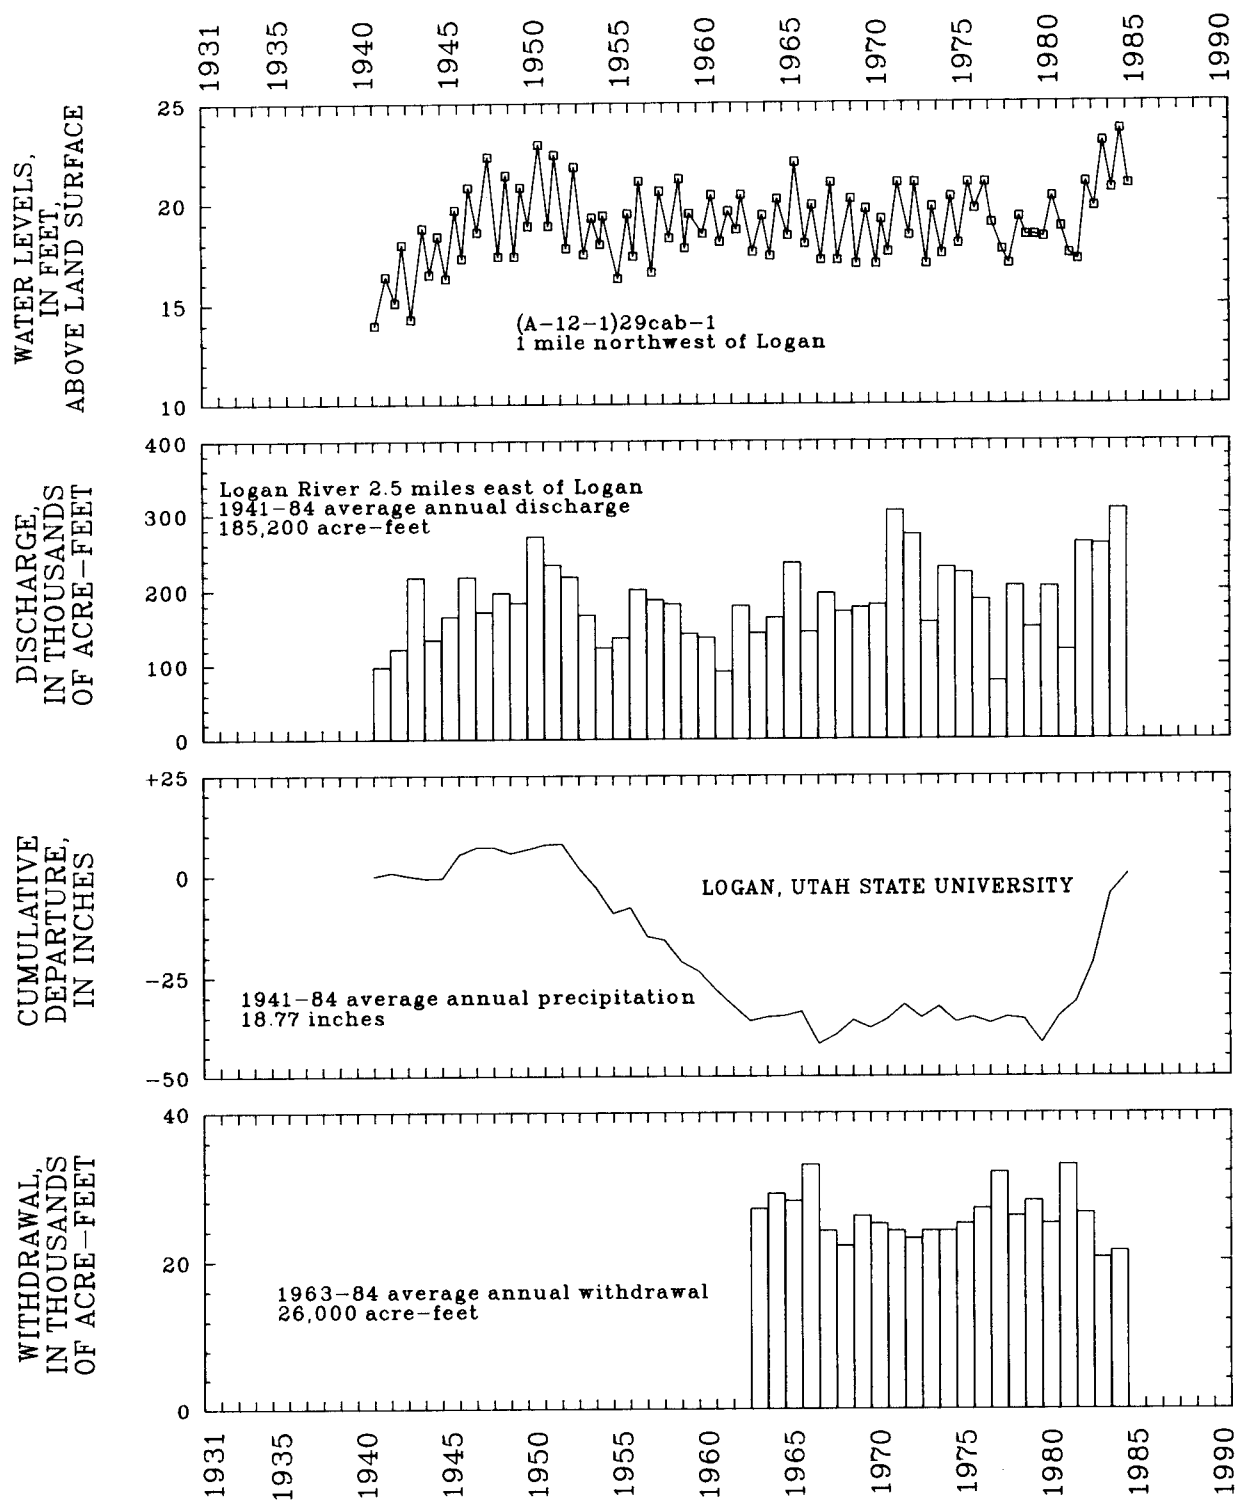 1931 1935 1940 1945 1950 1955 1960 1965 1970 1975 1980 1985 1990
WATER LEVELS,
IN FEET,
ABOVE LAND SURFACE
25
20
15
10
(A-12-1)29cab-1
1 mile northwest of Logan
DISCHARGE,
IN THOUSANDS
OF ACRE-FEET
400
300
200
100
0
Logan River 2.5 miles east of Logan
1941-84 average annual discharge
185,200 acre-feet
CUMULATIVE
DEPARTURE,
IN INCHES
+25
0
-25
-50
LOGAN, UTAH STATE UNIVERSITY
1941-84 average annual precipitation
18.77 inches
WITHDRAWAL,
IN THOUSANDS
OF ACRE-FEET
40
20
0
1963-84 average annual withdrawal
26,000 acre-feet
1931 1935 1940 1945 1950 1955 1960 1965 1970 1975 1980 1985 1990